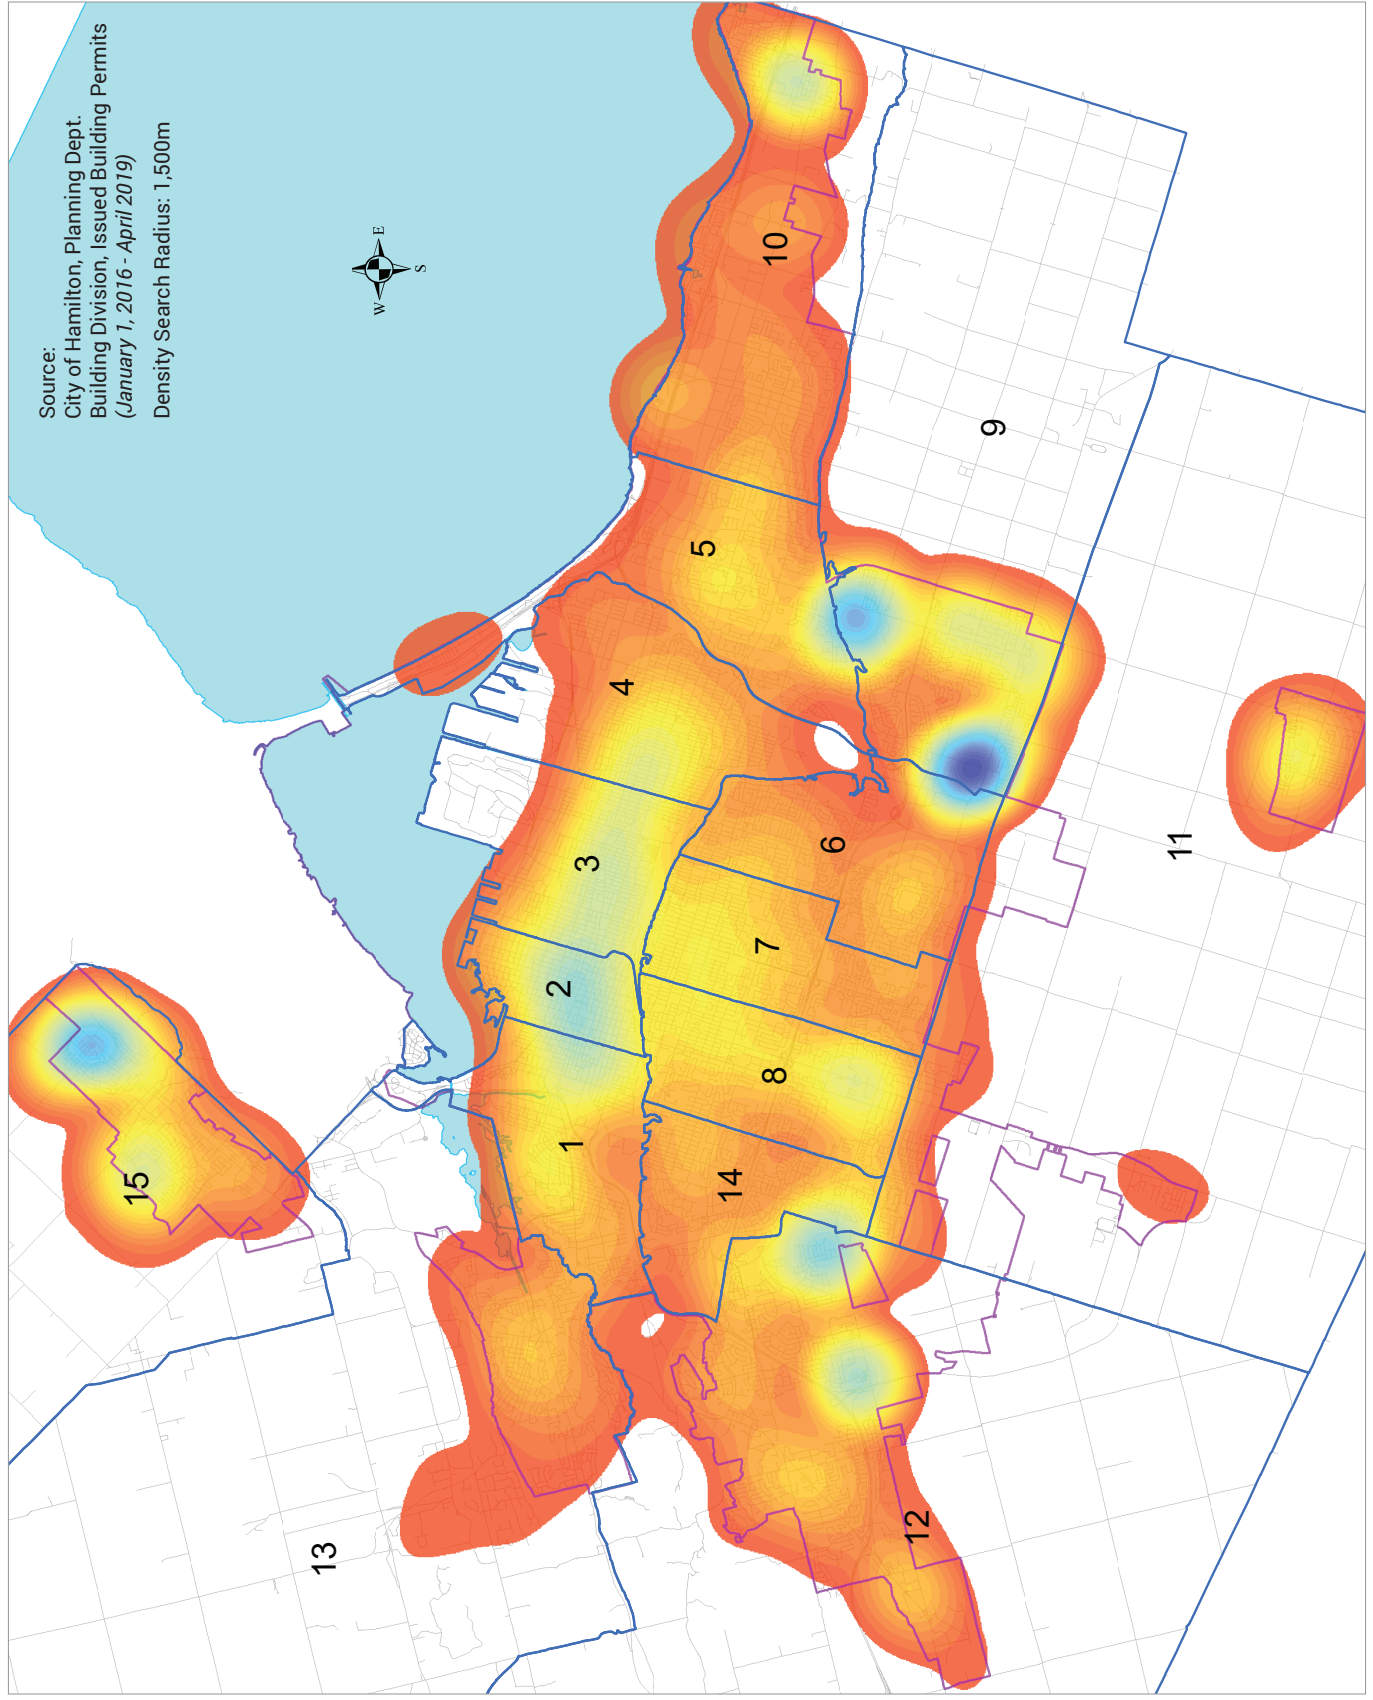 Source:
City of Hamilton, Planning Dept.
Building Division, Issued Building Permits
(January 1, 2016 - April 2019)
Density Search Radius: 1,500m
E
S
W
10
9
5
4
3
6
11
7
2
8
1
14
15
12
13